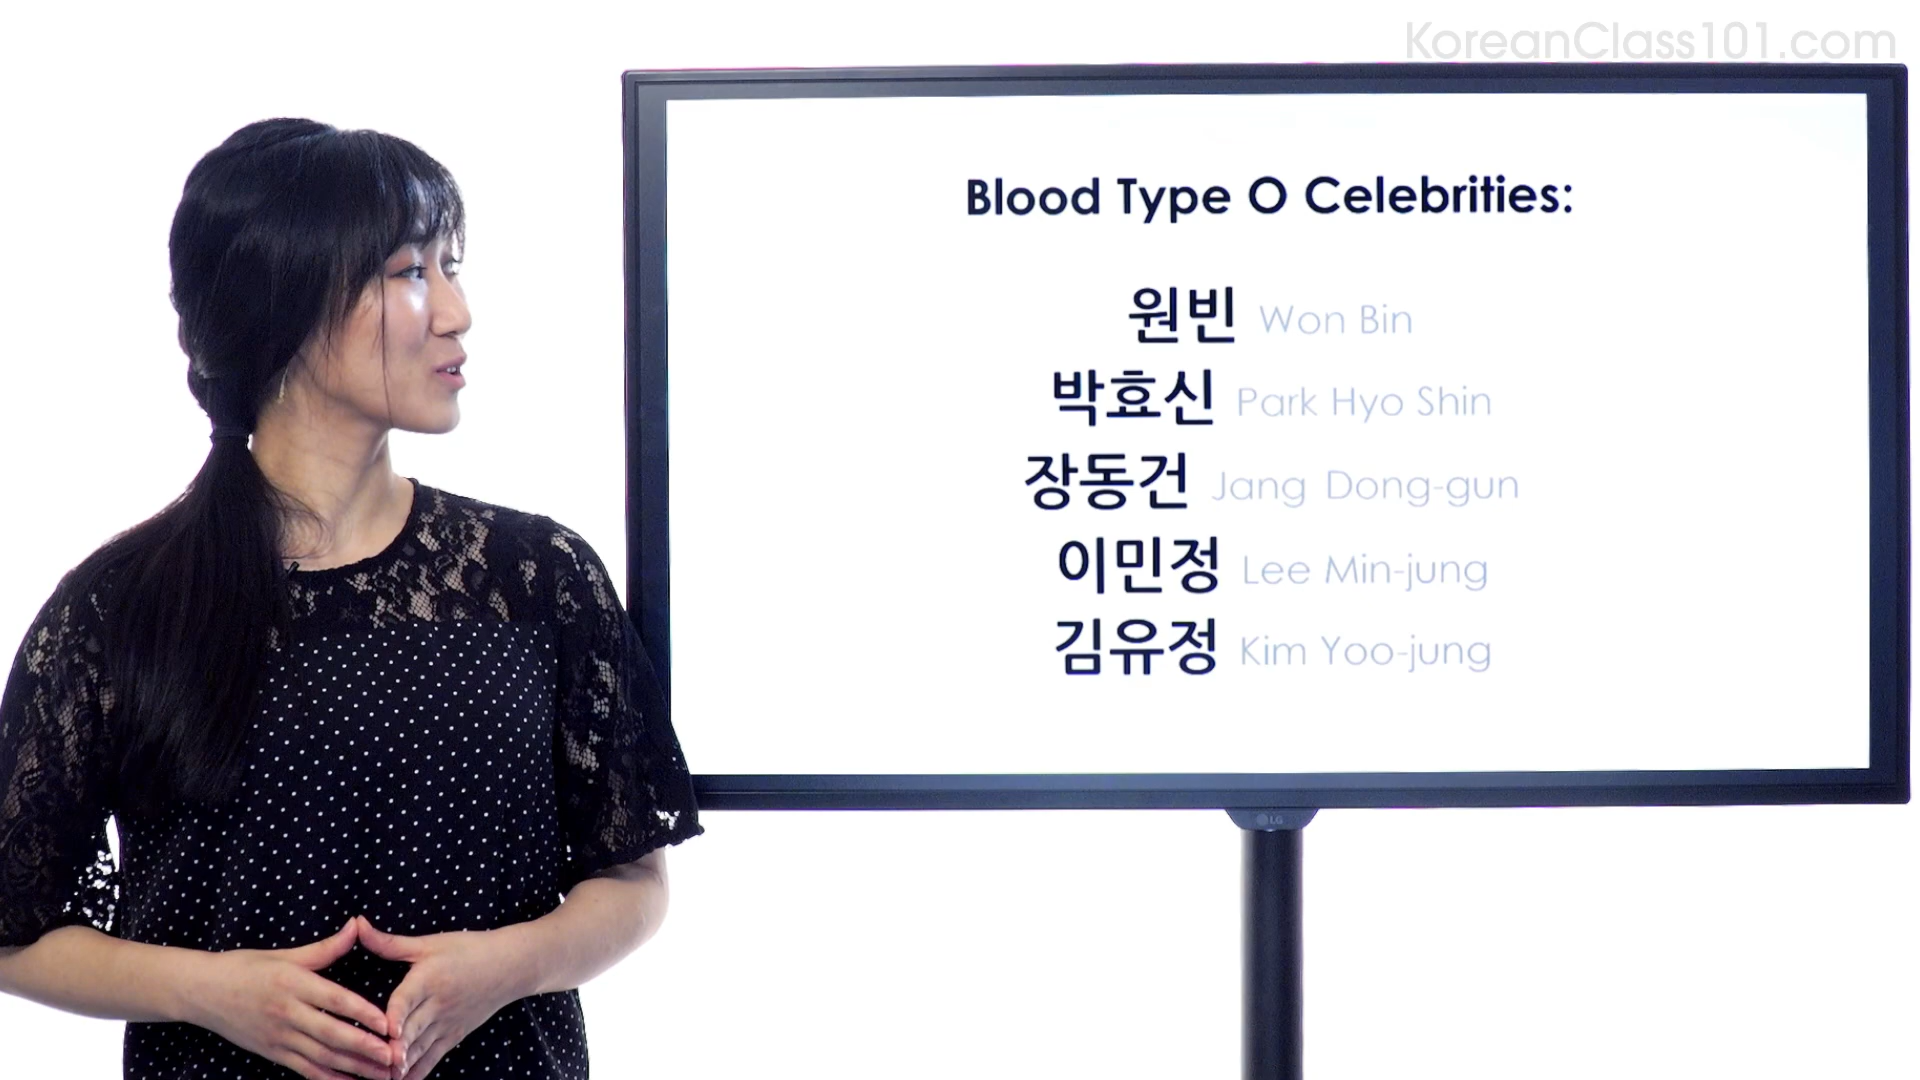 KoreanClass101.com
Blood Type O Celebrities:
원빈 Won Bin
박효신 Park Hyo Shin
장동건 Jang Dong-gun
이민정 Lee Min-jung
김유정 Kim Yoo-jung
LG